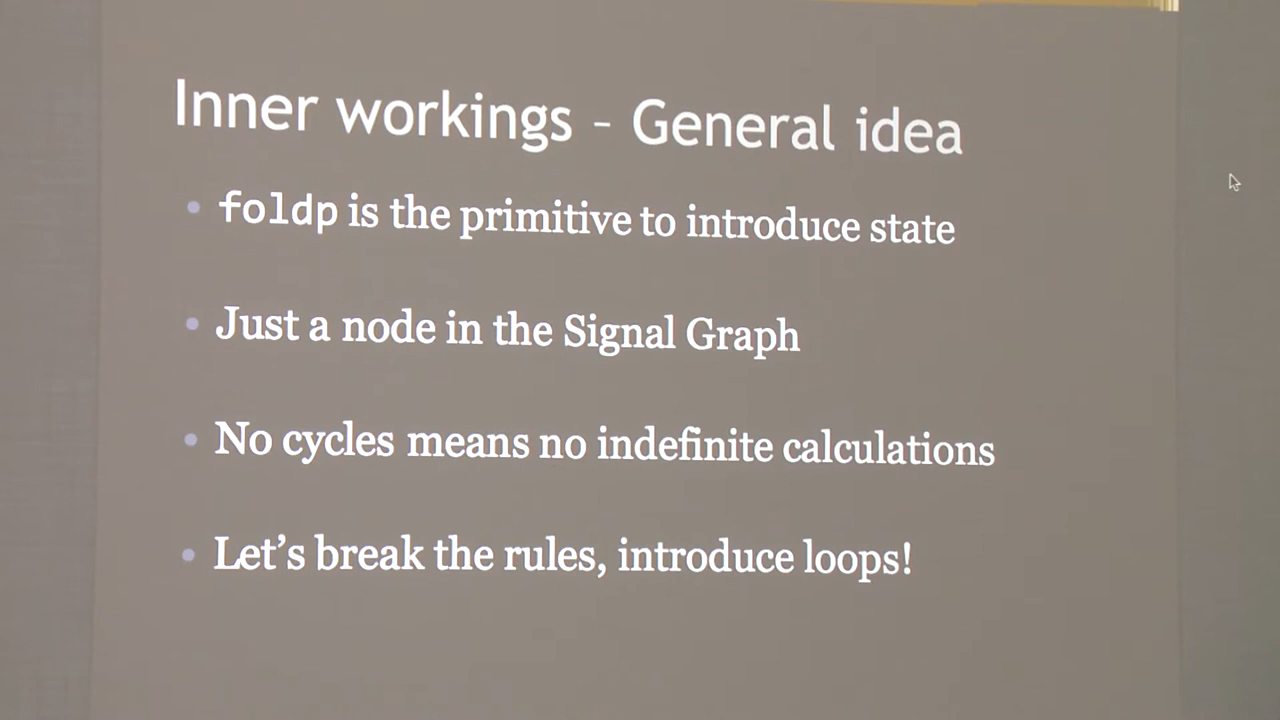 Inner workings – General idea
• foldp is the primitive to introduce state
• Just a node in the Signal Graph
• No cycles means no indefinite calculations
• Let’s break the rules, introduce loops!